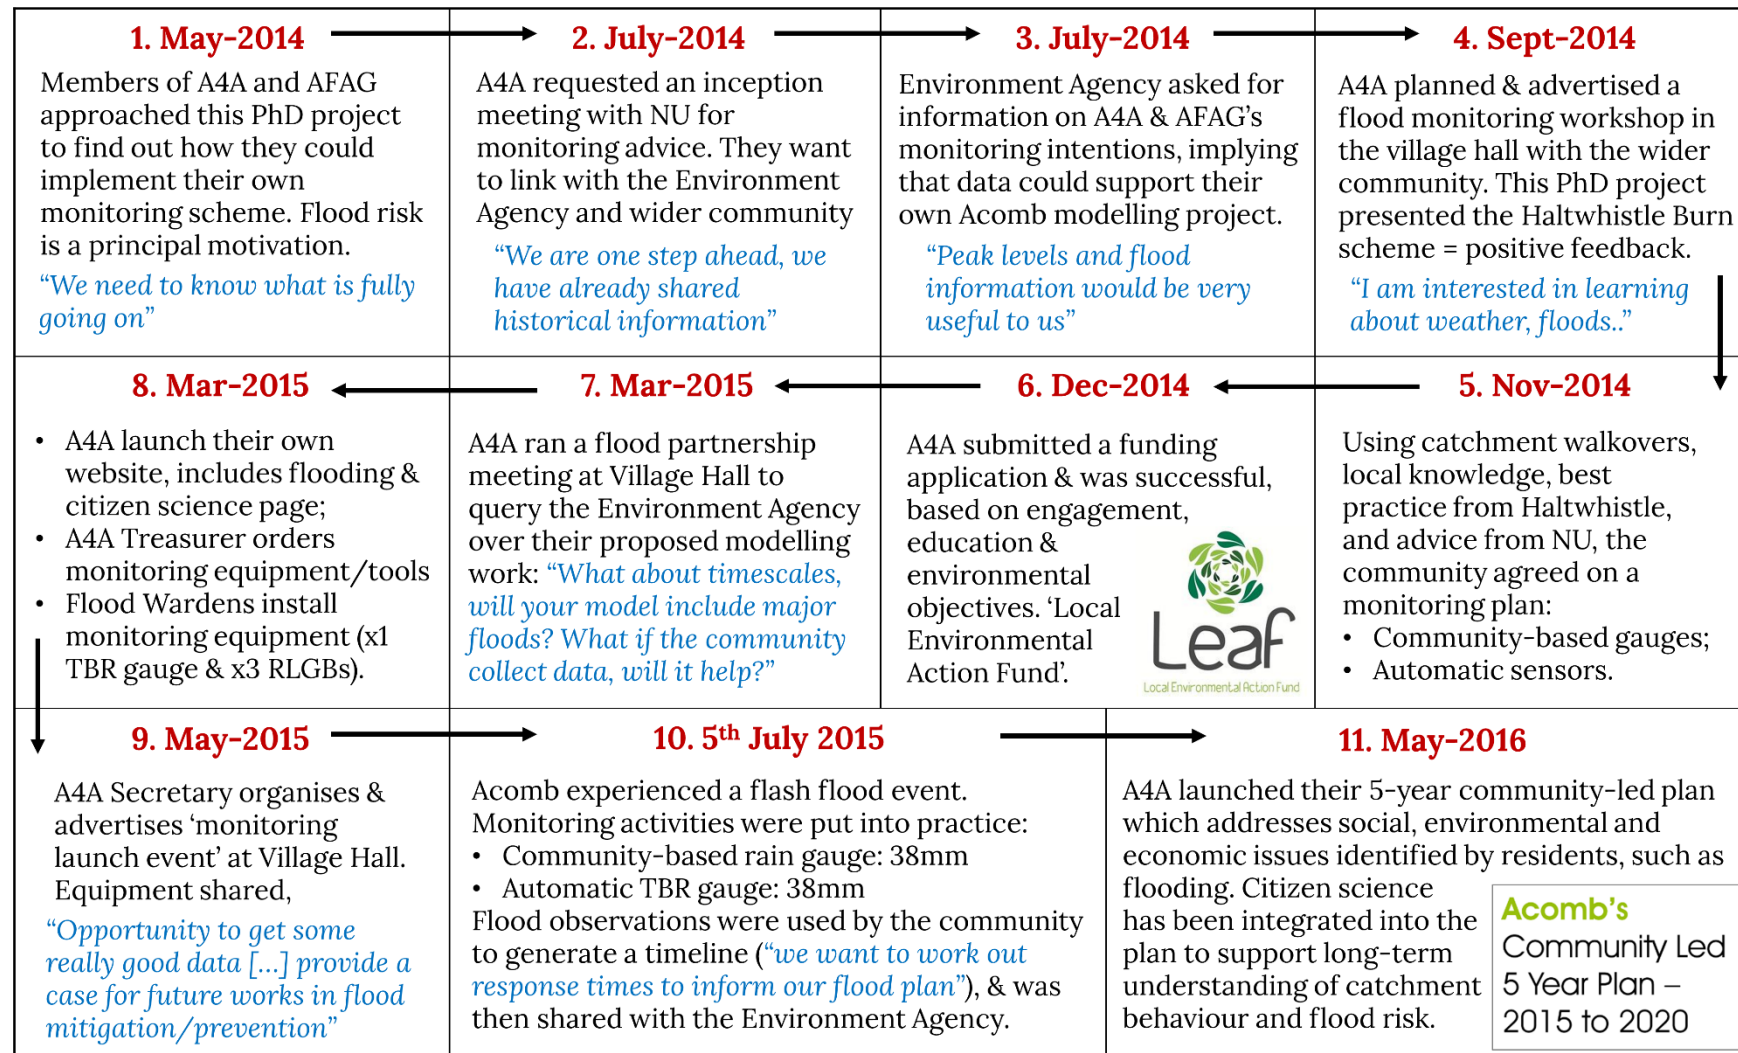 1. May-2014
Members of A4A and AFAG
approached this PhD project
to find out how they could
implement their own
monitoring scheme. Flood risk
is a principal motivation.
“We need to know what is fully
going on”
2. July-2014
A4A requested an inception
meeting with NU for
monitoring advice. They want
to link with the Environment
Agency and wider community
“We are one step ahead, we
have already shared
historical information”
3. July-2014
Environment Agency asked for
information on A4A & AFAG’s
monitoring intentions, implying
that data could support their
own Acomb modelling project.
“Peak levels and flood
information would be very
useful to us”
4. Sept-2014
A4A planned & advertised a
flood monitoring workshop in
the village hall with the wider
community. This PhD project
presented the Haltwhistle Burn
scheme = positive feedback.
“I am interested in learning
about weather, floods..”
5. Nov-2014
Using catchment walkovers,
local knowledge, best
practice from Haltwhistle,
and advice from NU, the
community agreed on a
monitoring plan:
• Community-based gauges;
• Automatic sensors.
6. Dec-2014
A4A submitted a funding
application & was successful,
based on engagement,
education &
environmental
objectives. ‘Local
Environmental
Action Fund’.
Leaf
Local Environmental Action Fund
7. Mar-2015
A4A ran a flood partnership
meeting at Village Hall to
query the Environment Agency
over their proposed modelling
work: “What about timescales,
will your model include major
floods? What if the community
collect data, will it help?”
8. Mar-2015
• A4A launch their own
website, includes flooding &
citizen science page;
• A4A Treasurer orders
monitoring equipment/tools
• Flood Wardens install
monitoring equipment (x1
TBR gauge & x3 RLGBs).
9. May-2015
A4A Secretary organises &
advertises ‘monitoring
launch event’ at Village Hall.
Equipment shared,
“Opportunity to get some
really good data [...] provide a
case for future works in flood
mitigation/prevention”
10. 5th July 2015
Acomb experienced a flash flood event.
Monitoring activities were put into practice:
• Community-based rain gauge: 38mm
• Automatic TBR gauge: 38mm
Flood observations were used by the community
to generate a timeline (“we want to work out
response times to inform our flood plan”), & was
then shared with the Environment Agency.
11. May-2016
A4A launched their 5-year community-led plan
which addresses social, environmental and
economic issues identified by residents, such as
flooding. Citizen science
has been integrated into the
plan to support long-term
understanding of catchment
behaviour and flood risk.
Acomb’s
Community Led
5 Year Plan –
2015 to 2020